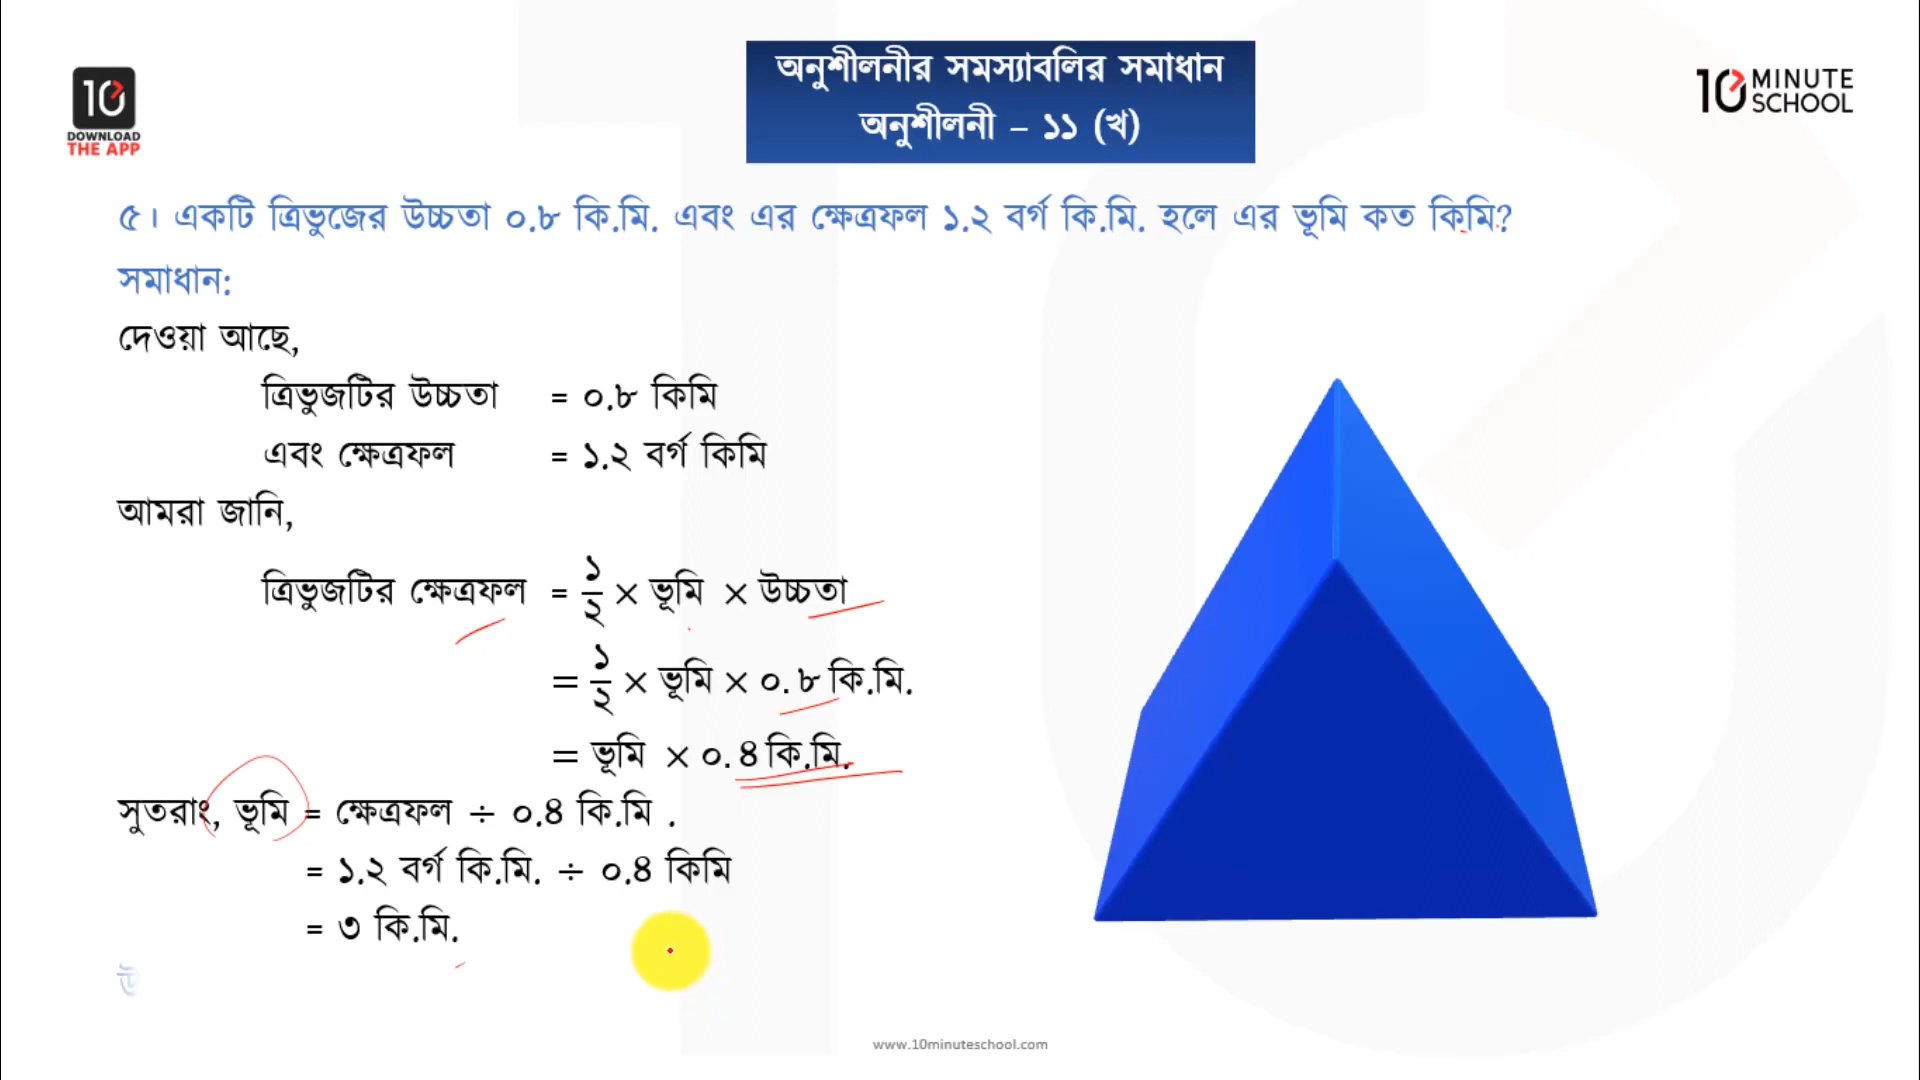 অনুশীলনীর সমস্যাবলির সমাধান
অনুশীলনী – ১১ (খ)
10
DOWNLOAD
THE APP
10 MINUTE
SCHOOL
৫। একটি ত্রিভুজের উচ্চতা ০.৮ কি.মি. এবং এর ক্ষেত্রফল ১.২ বর্গ কি.মি. হলে এর ভূমি কত কিমি?
সমাধান:
দেওয়া আছে,
ত্রিভুজটির উচ্চতা = ০.৮ কিমি
এবং ক্ষেত্রফল = ১.২ বর্গ কিমি
আমরা জানি,
ত্রিভুজটির ক্ষেত্রফল = ১/২ × ভূমি × উচ্চতা
= ১/২ × ভূমি × ০.৮ কি.মি.
= ভূমি × ০.৪ কি.মি.
সুতরাং, ভূমি = ক্ষেত্রফল ÷ ০.৪ কি.মি .
= ১.২ বর্গ কি.মি. ÷ ০.৪ কিমি
= ৩ কি.মি.
www.10minuteschool.com